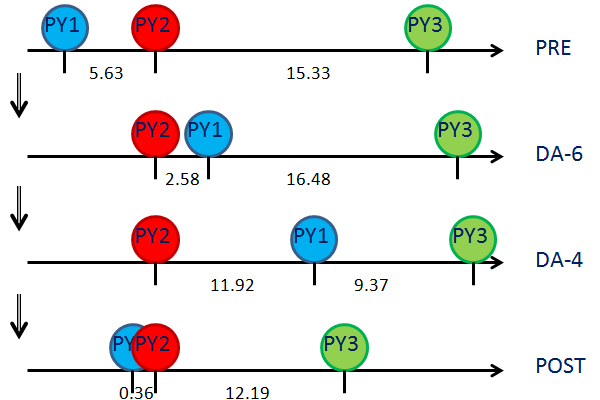 PY1 PY2 PY3 PRE
5.63 15.33
PY2 PY1 PY3 DA-6
2.58 16.48
PY2 PY1 PY3 DA-4
11.92 9.37
PY PY2 PY3 POST
0.36 12.19